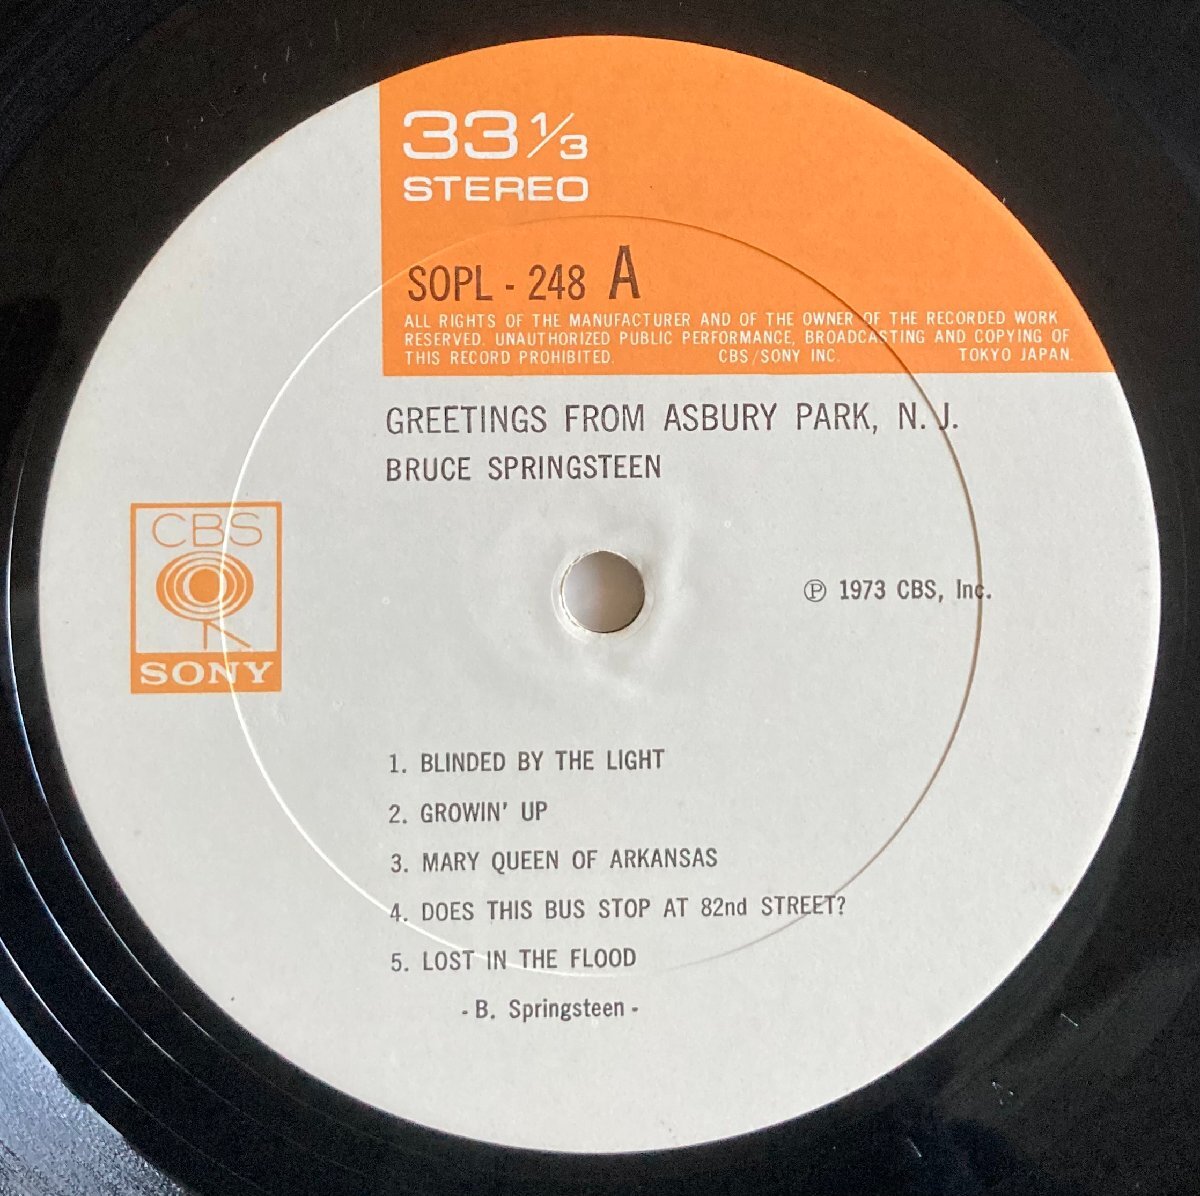 33 1/3
STEREO
SOPL - 248 A
ALL RIGHTS OF THE MANUFACTURER AND OF THE OWNER OF THE RECORDED WORK
RESERVED. UNAUTHORIZED PUBLIC PERFORMANCE, BROADCASTING AND COPYING OF
THIS RECORD PROHIBITED. CBS/SONY INC. TOKYO JAPAN.
GREETINGS FROM ASBURY PARK, N. J.
BRUCE SPRINGSTEEN
CBS
SONY
℗ 1973 CBS, Inc.
1. BLINDED BY THE LIGHT
2. GROWIN' UP
3. MARY QUEEN OF ARKANSAS
4. DOES THIS BUS STOP AT 82nd STREET?
5. LOST IN THE FLOOD
- B. Springsteen -